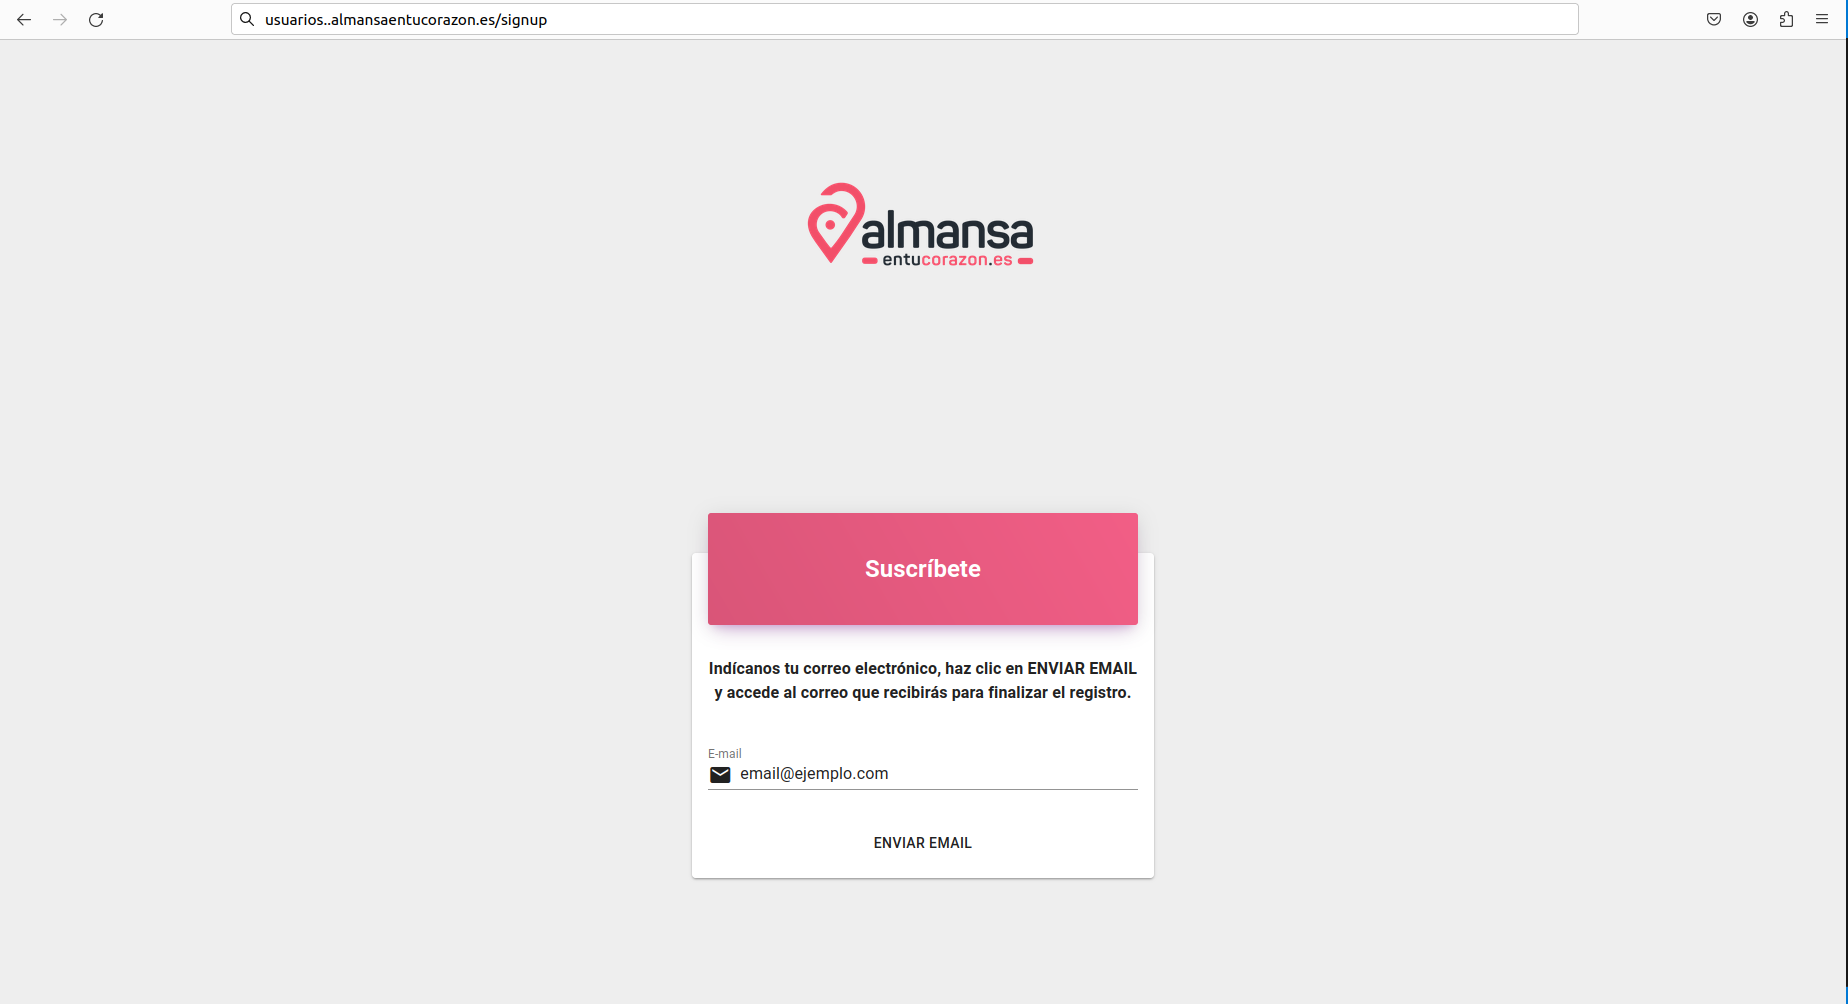 usuarios..almansaentucorazon.es/signup
almansa
entucorazon.es
Suscríbete
Indícanos tu correo electrónico, haz clic en ENVIAR EMAIL
y accede al correo que recibirás para finalizar el registro.
E-mail
email@ejemplo.com
ENVIAR EMAIL